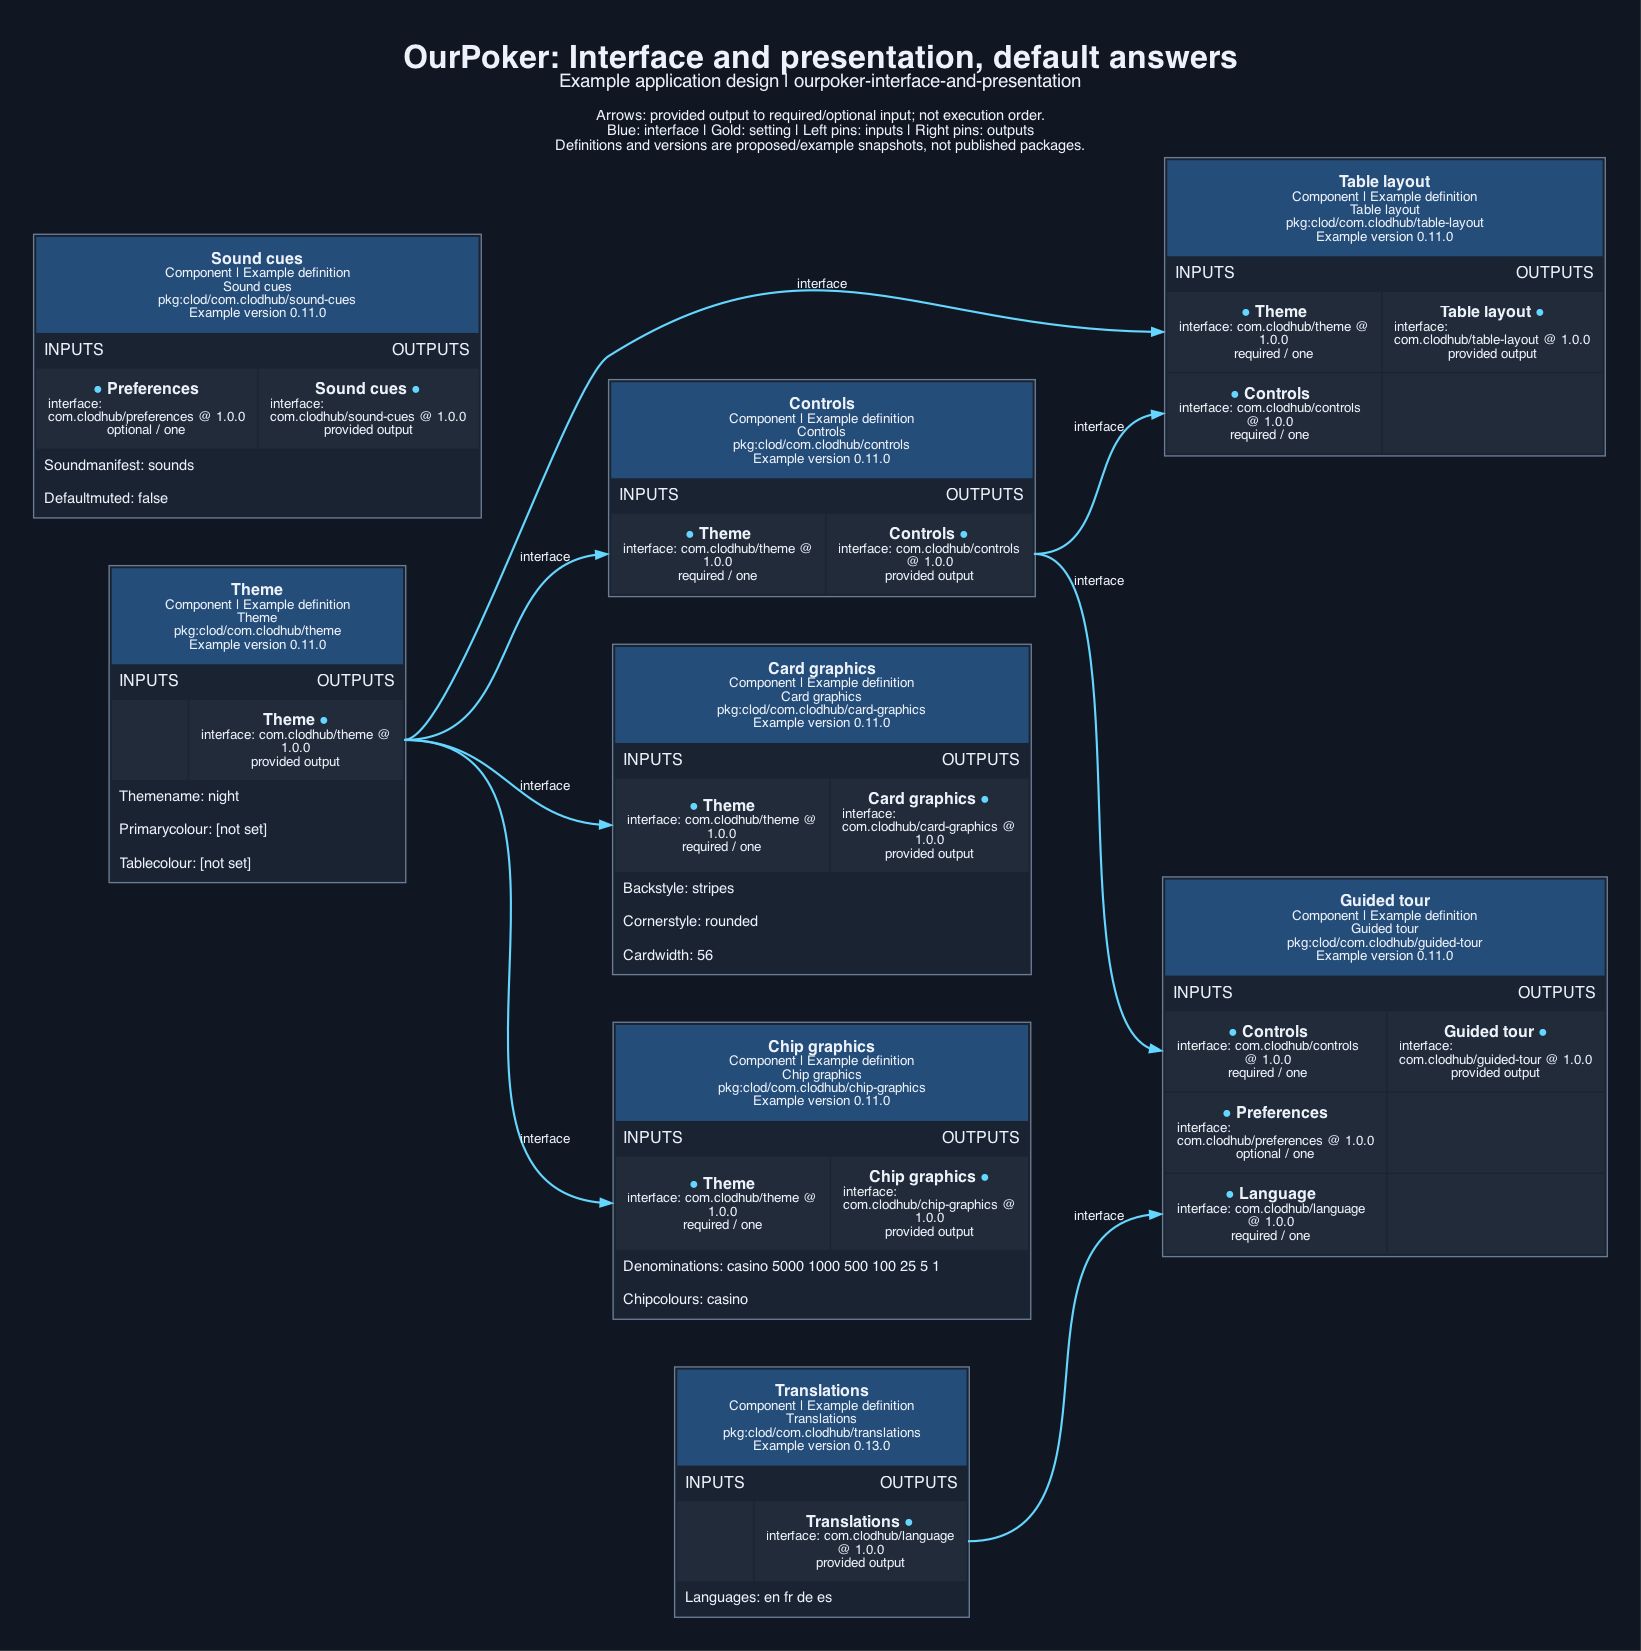 OurPoker: Interface and presentation, default answers
Example application design | ourpoker-interface-and-presentation
Arrows: provided output to required/optional input; not execution order.
Blue: interface | Gold: setting | Left pins: inputs | Right pins: outputs
Definitions and versions are proposed/example snapshots, not published packages.
Sound cues
Component | Example definition
Sound cues
pkg:clod/com.clodhub/sound-cues
Example version 0.11.0
INPUTS
OUTPUTS
Preferences
interface:
com.clodhub/preferences @ 1.0.0
optional / one
Sound cues
interface:
com.clodhub/sound-cues @ 1.0.0
provided output
Soundmanifest: sounds
Defaultmuted: false
Theme
Component | Example definition
Theme
pkg:clod/com.clodhub/theme
Example version 0.11.0
INPUTS
OUTPUTS
Theme
interface: com.clodhub/theme @
1.0.0
provided output
Themename: night
Primarycolour: [not set]
Tablecolour: [not set]
interface
interface
interface
interface
Controls
Component | Example definition
Controls
pkg:clod/com.clodhub/controls
Example version 0.11.0
INPUTS
OUTPUTS
Theme
interface: com.clodhub/theme @
1.0.0
required / one
Controls
interface: com.clodhub/controls
@ 1.0.0
provided output
Card graphics
Component | Example definition
Card graphics
pkg:clod/com.clodhub/card-graphics
Example version 0.11.0
INPUTS
OUTPUTS
Theme
interface: com.clodhub/theme @
1.0.0
required / one
Card graphics
interface:
com.clodhub/card-graphics @
1.0.0
provided output
Backstyle: stripes
Cornerstyle: rounded
Cardwidth: 56
Chip graphics
Component | Example definition
Chip graphics
pkg:clod/com.clodhub/chip-graphics
Example version 0.11.0
INPUTS
OUTPUTS
Theme
interface: com.clodhub/theme @
1.0.0
required / one
Chip graphics
interface:
com.clodhub/chip-graphics @
1.0.0
provided output
Denominations: casino 5000 1000 500 100 25 5 1
Chipcolours: casino
Translations
Component | Example definition
Translations
pkg:clod/com.clodhub/translations
Example version 0.13.0
INPUTS
OUTPUTS
Translations
interface: com.clodhub/language
@ 1.0.0
provided output
Languages: en fr de es
interface
interface
interface
Table layout
Component | Example definition
Table layout
pkg:clod/com.clodhub/table-layout
Example version 0.11.0
INPUTS
OUTPUTS
Theme
interface: com.clodhub/theme @
1.0.0
required / one
Table layout
interface:
com.clodhub/table-layout @ 1.0.0
provided output
Controls
interface: com.clodhub/controls
@ 1.0.0
required / one
Guided tour
Component | Example definition
Guided tour
pkg:clod/com.clodhub/guided-tour
Example version 0.11.0
INPUTS
OUTPUTS
Controls
interface: com.clodhub/controls
@ 1.0.0
required / one
Guided tour
interface:
com.clodhub/guided-tour @ 1.0.0
provided output
Preferences
interface:
com.clodhub/preferences @ 1.0.0
optional / one
Language
interface: com.clodhub/language
@ 1.0.0
required / one